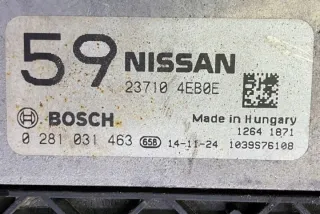 59 NISSAN
23710 4EB0E
BOSCH Made in Hungary
1264 1871
0 281 031 463 658 14-11-24 1039S76108